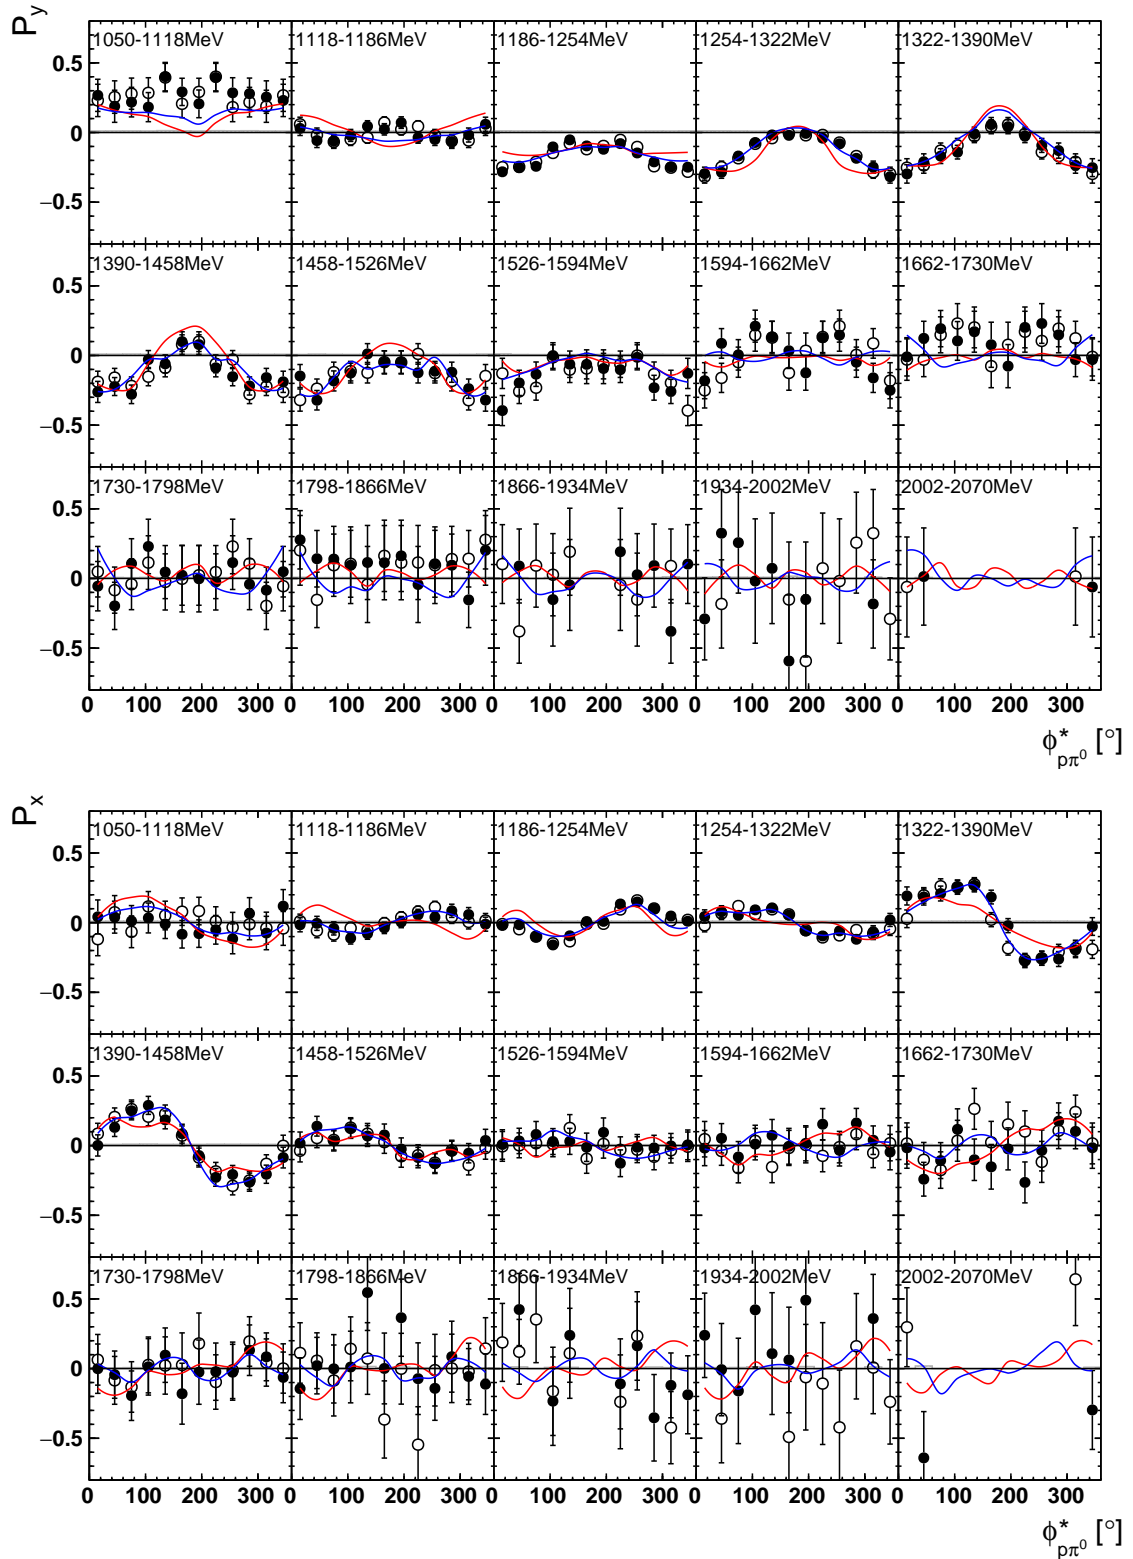 P_y
1050-1118MeV 1118-1186MeV 1186-1254MeV 1254-1322MeV 1322-1390MeV
0.5
0
−0.5
1390-1458MeV 1458-1526MeV 1526-1594MeV 1594-1662MeV 1662-1730MeV
0.5
0
−0.5
1730-1798MeV 1798-1866MeV 1866-1934MeV 1934-2002MeV 2002-2070MeV
0.5
0
−0.5
0 100 200 300 0 100 200 300 0 100 200 300 0 100 200 300 0 100 200 300
ϕ*_{pπ⁰} [°]
P_x
1050-1118MeV 1118-1186MeV 1186-1254MeV 1254-1322MeV 1322-1390MeV
0.5
0
−0.5
1390-1458MeV 1458-1526MeV 1526-1594MeV 1594-1662MeV 1662-1730MeV
0.5
0
−0.5
1730-1798MeV 1798-1866MeV 1866-1934MeV 1934-2002MeV 2002-2070MeV
0.5
0
−0.5
0 100 200 300 0 100 200 300 0 100 200 300 0 100 200 300 0 100 200 300
ϕ*_{pπ⁰} [°]